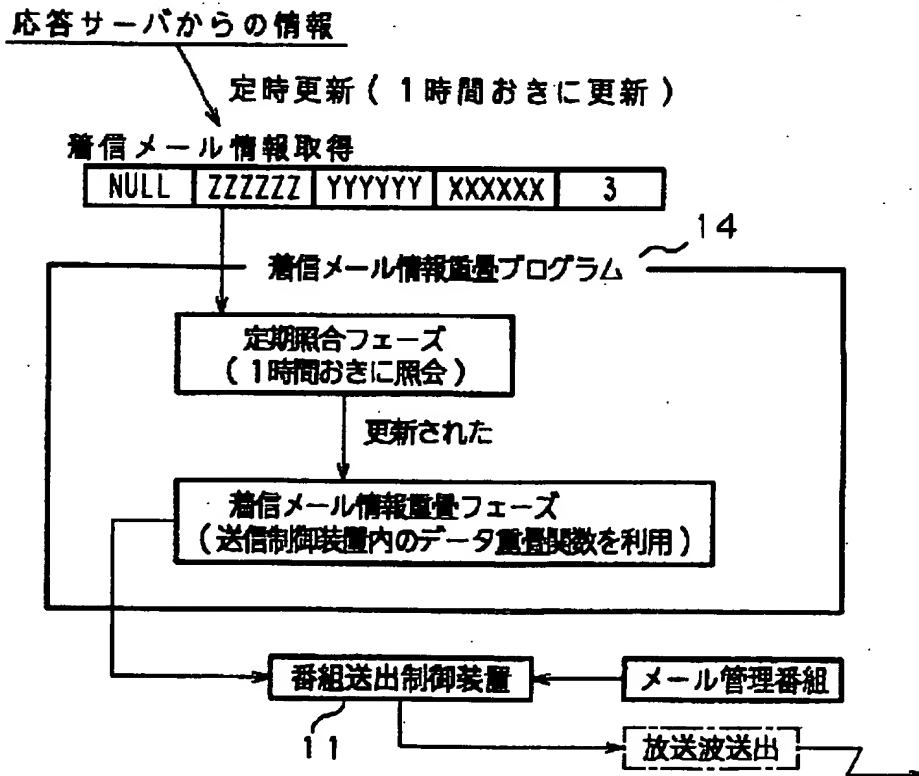 応答サーバからの情報
定時更新（1時間おきに更新）
着信メール情報取得
NULL ZZZZZZ YYYYYY XXXXXX 3
14
着信メール情報重畳プログラム
定期照合フェーズ
（1時間おきに照会）
更新された
着信メール情報重畳フェーズ
（送信制御装置内のデータ重畳関数を利用）
番組送出制御装置
メール管理番組
11
放送波送出